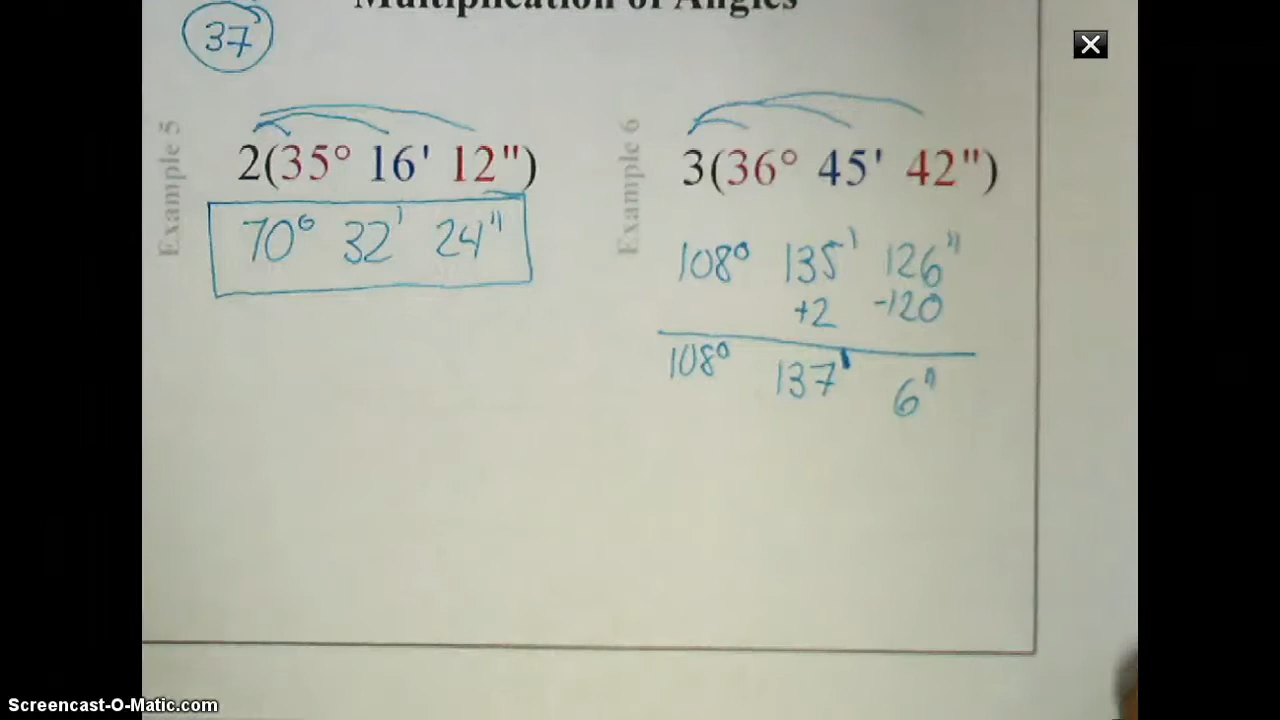 Multiplication of Angles
37'
Example 5
2(35° 16' 12")
70° 32' 24"
Example 6
3(36° 45' 42")
108° 135' 126"
+2 -120
108° 137' 6"
Screencast-O-Matic.com